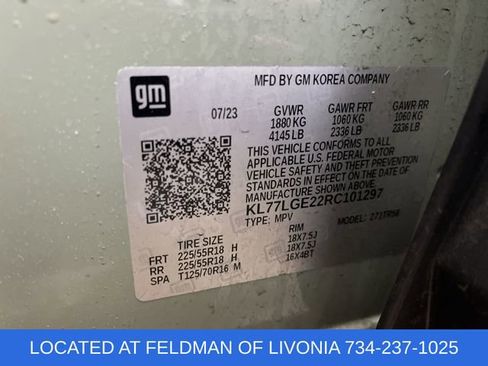 gm
MFD BY GM KOREA COMPANY
07/23 GVWR GAWR FRT GAWR RR
1880 KG 1060 KG 1060 KG
4145 LB 2336 LB 2336 LB
THIS VEHICLE CONFORMS TO ALL
APPLICABLE U.S. FEDERAL MOTOR
VEHICLE SAFETY AND THEFT PREVENTION
STANDARDS IN EFFECT ON THE DATE OF
MANUFACTURE SHOWN ABOVE.
KL77LGE22RC101297
TYPE: MPV MODEL:
TIRE SIZE RIM
FRT 225/55R18 H 18X7.5J
RR 225/55R18 H 18X7.5J
SPA T125/70R16 M 16X4BT
LOCATED AT FELDMAN OF LIVONIA 734-237-1025